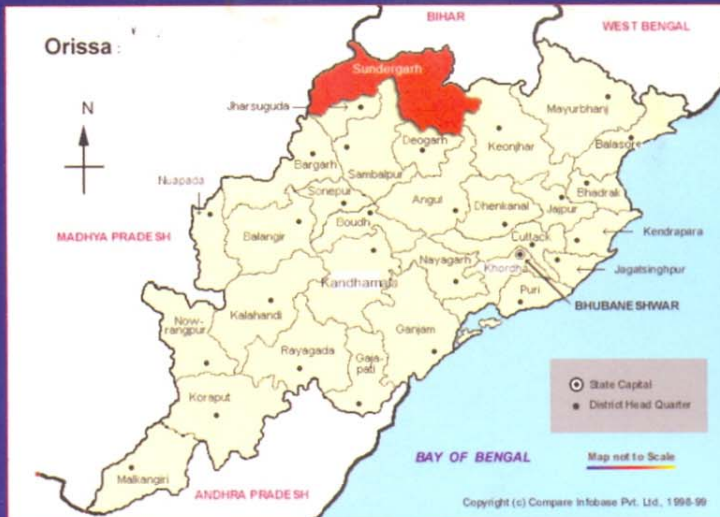 BIHAR
WEST BENGAL
Orissa :
Sundergarh
N
Jharsuguda
Mayurbhanj
Deogarh
Keonjhar
Balasore
Bargarh
Sambalpur
Nuapada
Sonepur
Bhadrak
Angul
Dhenkanal
Jajpur
Balangir
Boudh
Kendrapara
MADHYA PRADESH
Cuttack
Nayagarh
Khordha
Jagatsinghpur
Kandhamal
Puri
BHUBANESHWAR
Kalahandi
Now-
rangpur
Ganjam
Rayagada
Gaja-
pati
Koraput
State Capital
District Head Quarter
BAY OF BENGAL
Map not to Scale
Malkangiri
ANDHRA PRADESH
Copyright (c) Compare Infobase Pvt. Ltd., 1998-99